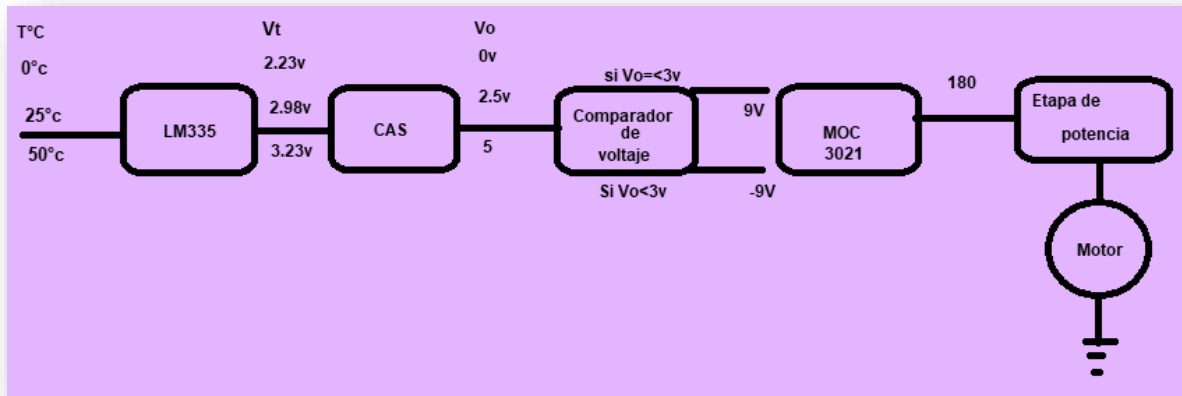 T°C
Vt
Vo
0°c
2.23v
0v
25°c
2.98v
2.5v
50°c
3.23v
5
LM335
CAS
si Vo=<3v
Comparador
de
voltaje
Si Vo<3v
9V
-9V
MOC
3021
180
Etapa de
potencia
Motor